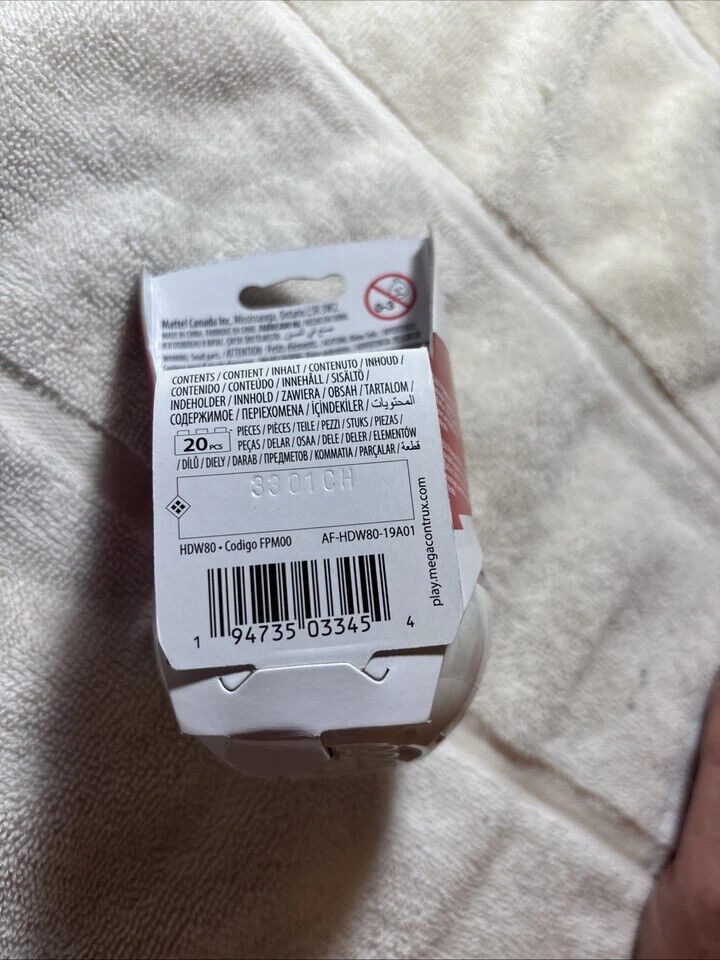 0-3
Mattel Canada Inc., Mississauga, Ontario L5R 3W2.
CONTENTS / CONTENT / INHALT / CONTENUTO / INHOUD /
CONTENIDO / CONTEÚDO / INNEHÅLL / SISÄLTÖ /
INDEHOLDER / INNHOLD / ZAWIERA / OBSAH / TARTALOM /
СОДЕРЖИМОЕ / ΠΕΡΙΕΧΟΜΕΝΑ / İÇİNDEKİLER / المحتويات
20 PCS
PIECES / PIÈCES / TEILE / PEZZI / STUKS / PIEZAS /
PEÇAS / DELAR / OSAA / DELE / DELER / ELEMENTÓW
/ DÍLŮ / DIELY / DARAB / ПРЕДМЕТОВ / ΚΟΜΜΑΤΙΑ / PARÇALAR / قطعة
3301CH
HDW80 • Codigo FPM00 AF-HDW80-19A01
1 94735 03345 4
play.megacontrux.com